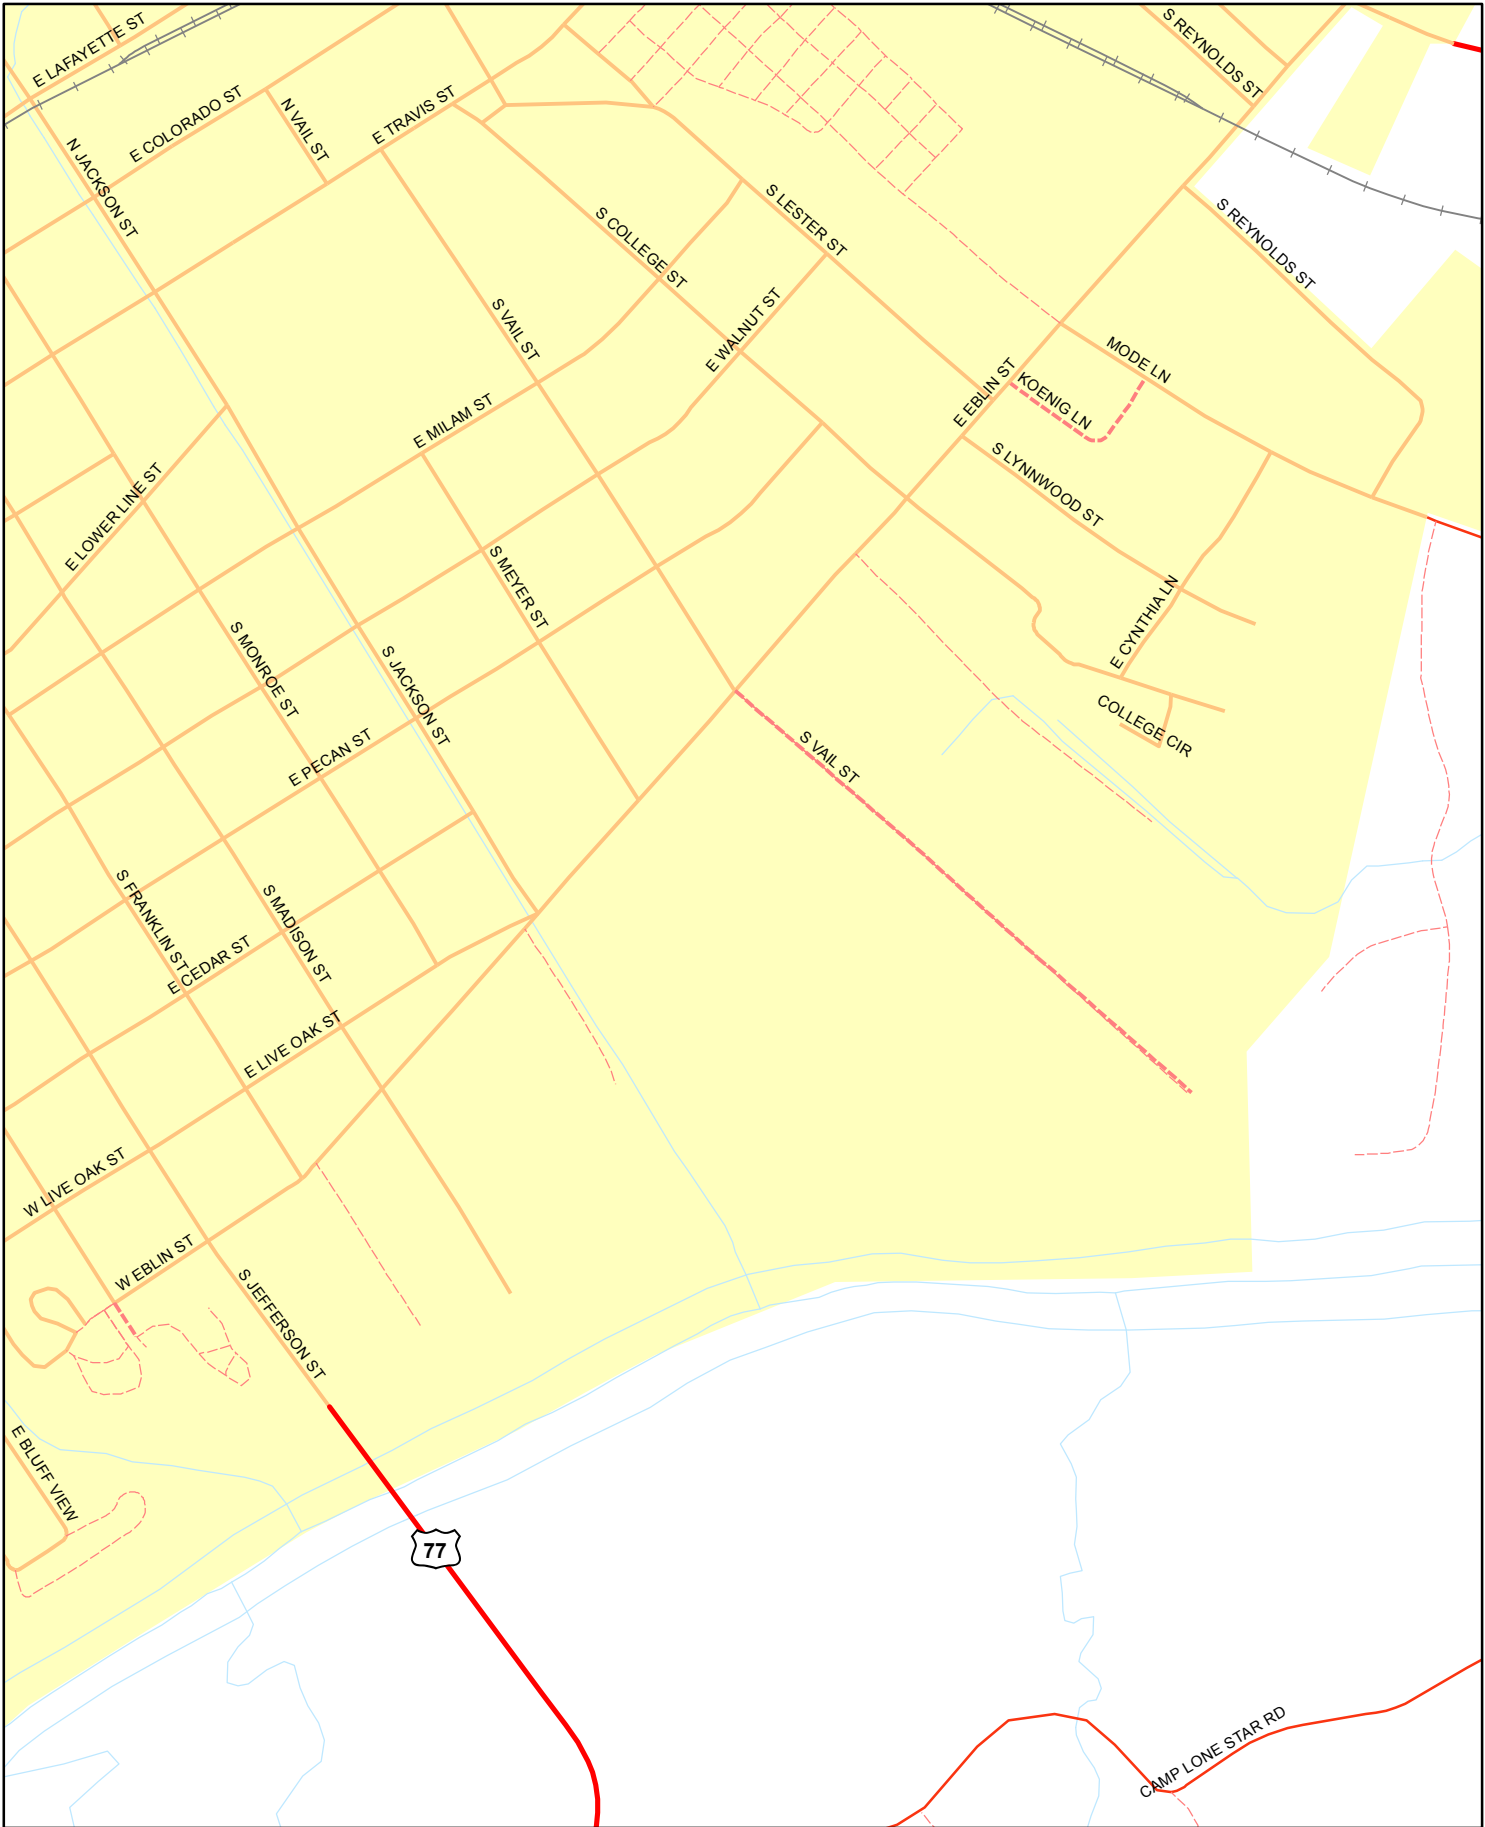 E LAFAYETTE ST
S REYNOLDS ST
E COLORADO ST
N VAIL ST
E TRAVIS ST
N JACKSON ST
S LESTER ST
S COLLEGE ST
S REYNOLDS ST
S VAIL ST
E WALNUT ST
MODE LN
KOENIG LN
E EBLIN ST
E MILAM ST
S LYNNWOOD ST
E LOWER LINE ST
S MEYER ST
E CYNTHIA LN
S MONROE ST
S JACKSON ST
COLLEGE CIR
E PECAN ST
S VAIL ST
S FRANKLIN ST
S MADISON ST
E CEDAR ST
E LIVE OAK ST
W LIVE OAK ST
W EBLIN ST
S JEFFERSON ST
E BLUFF VIEW
77
CAMP LONE STAR RD